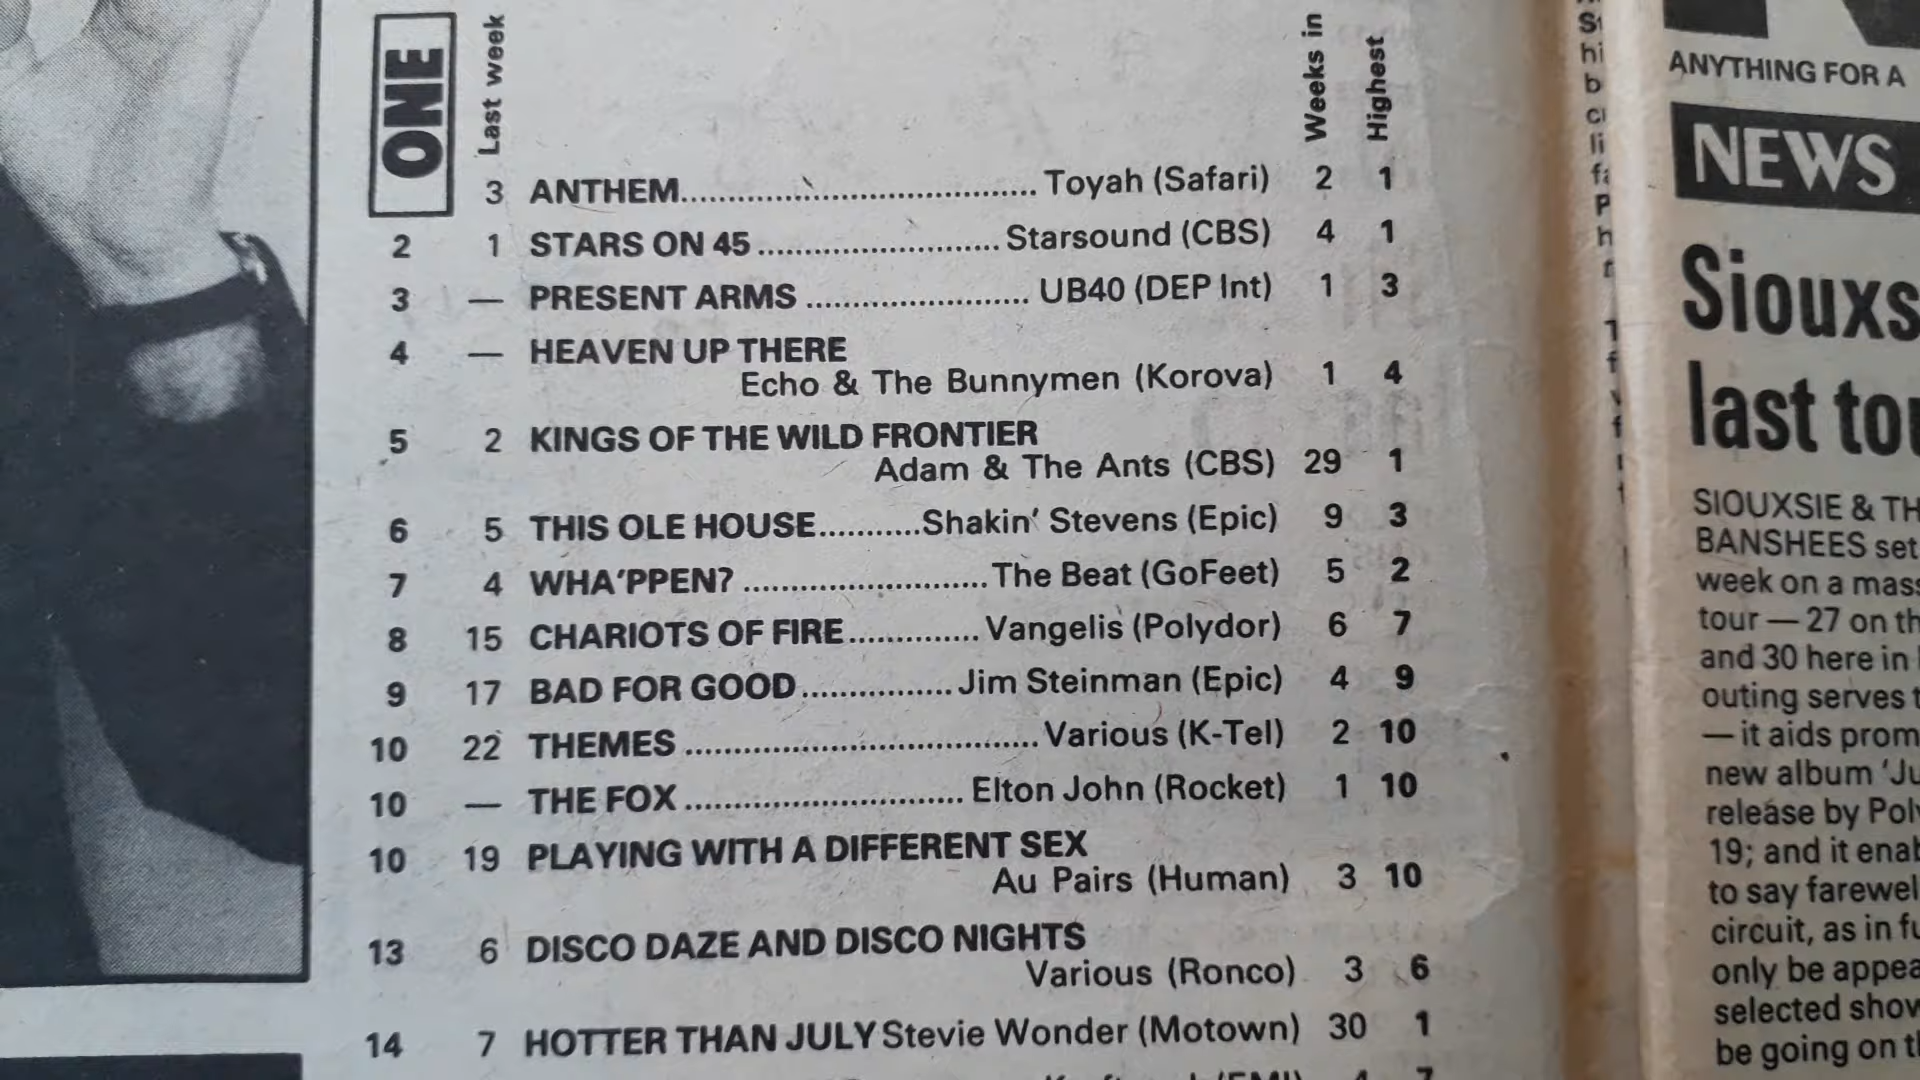 ONE
Last week
Weeks in
Highest
3 ANTHEM.................................... Toyah (Safari) 2 1
2 1 STARS ON 45 ......................... Starsound (CBS) 4 1
3 — PRESENT ARMS ....................... UB40 (DEP Int) 1 3
4 — HEAVEN UP THERE
Echo & The Bunnymen (Korova) 1 4
5 2 KINGS OF THE WILD FRONTIER
Adam & The Ants (CBS) 29 1
6 5 THIS OLE HOUSE...........Shakin' Stevens (Epic) 9 3
7 4 WHA'PPEN? ......................... The Beat (GoFeet) 5 2
8 15 CHARIOTS OF FIRE.............. Vangelis (Polydor) 6 7
9 17 BAD FOR GOOD................ Jim Steinman (Epic) 4 9
10 22 THEMES .................................... Various (K-Tel) 2 10
10 — THE FOX ............................ Elton John (Rocket) 1 10
10 19 PLAYING WITH A DIFFERENT SEX
Au Pairs (Human) 3 10
13 6 DISCO DAZE AND DISCO NIGHTS
Various (Ronco) 3 6
14 7 HOTTER THAN JULY Stevie Wonder (Motown) 30 1
ANYTHING FOR A
NEWS
Siouxs
last tou
SIOUXSIE & TH
BANSHEES set
week on a mass
tour — 27 on th
and 30 here in
outing serves t
— it aids prom
new album 'Ju
release by Poly
19; and it enab
to say farewel
circuit, as in fu
only be appea
selected show
be going on th